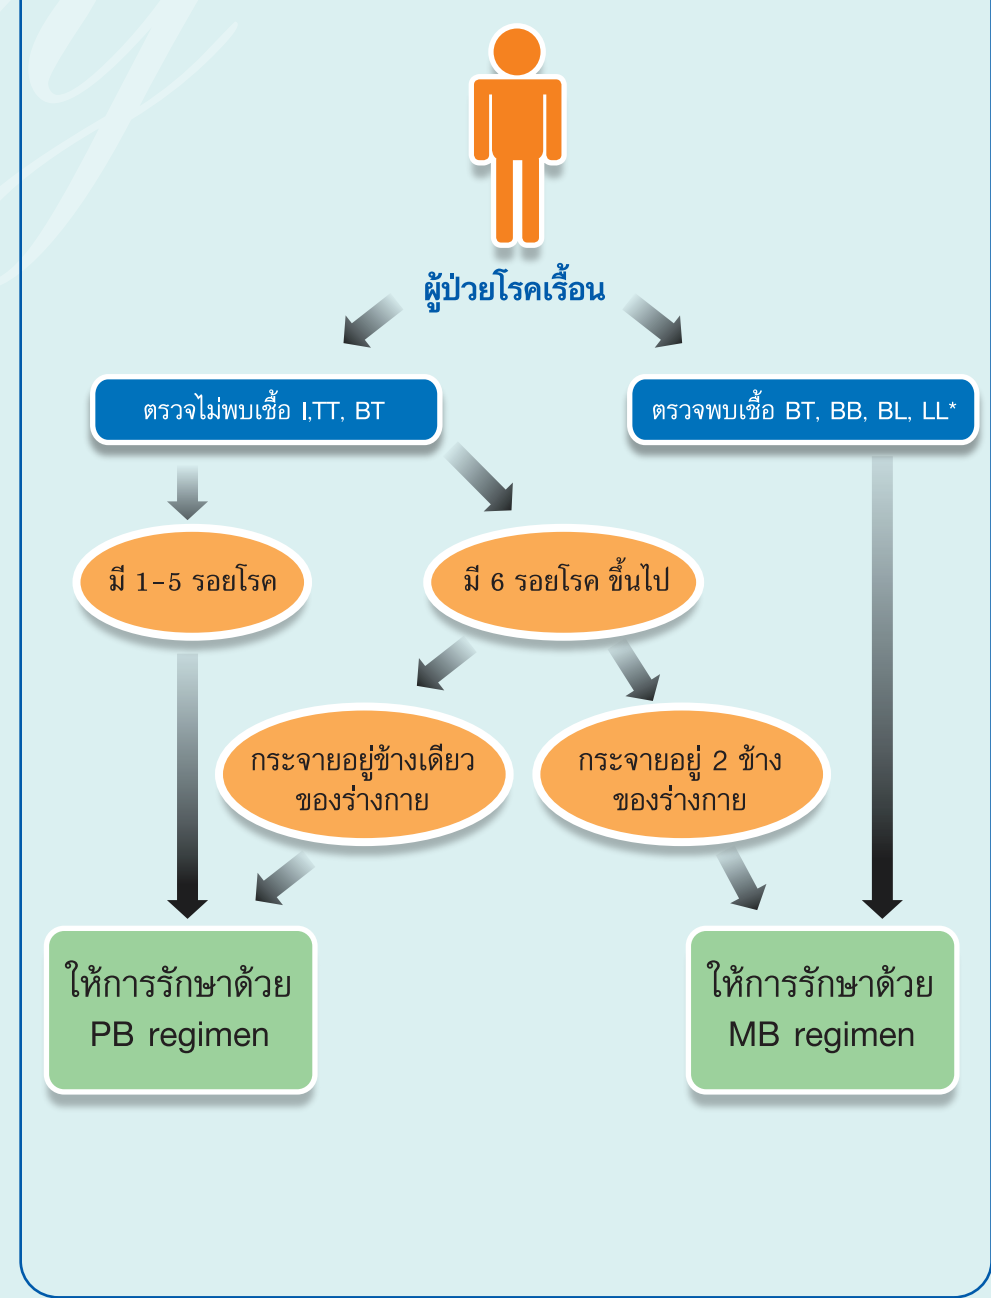 ผู้ป่วยโรคเรื้อน
ตรวจไม่พบเชื้อ I,TT, BT
ตรวจพบเชื้อ BT, BB, BL, LL*
มี 1-5 รอยโรค
มี 6 รอยโรค ขึ้นไป
กระจายอยู่ข้างเดียว
ของร่างกาย
กระจายอยู่ 2 ข้าง
ของร่างกาย
ให้การรักษาด้วย
PB regimen
ให้การรักษาด้วย
MB regimen